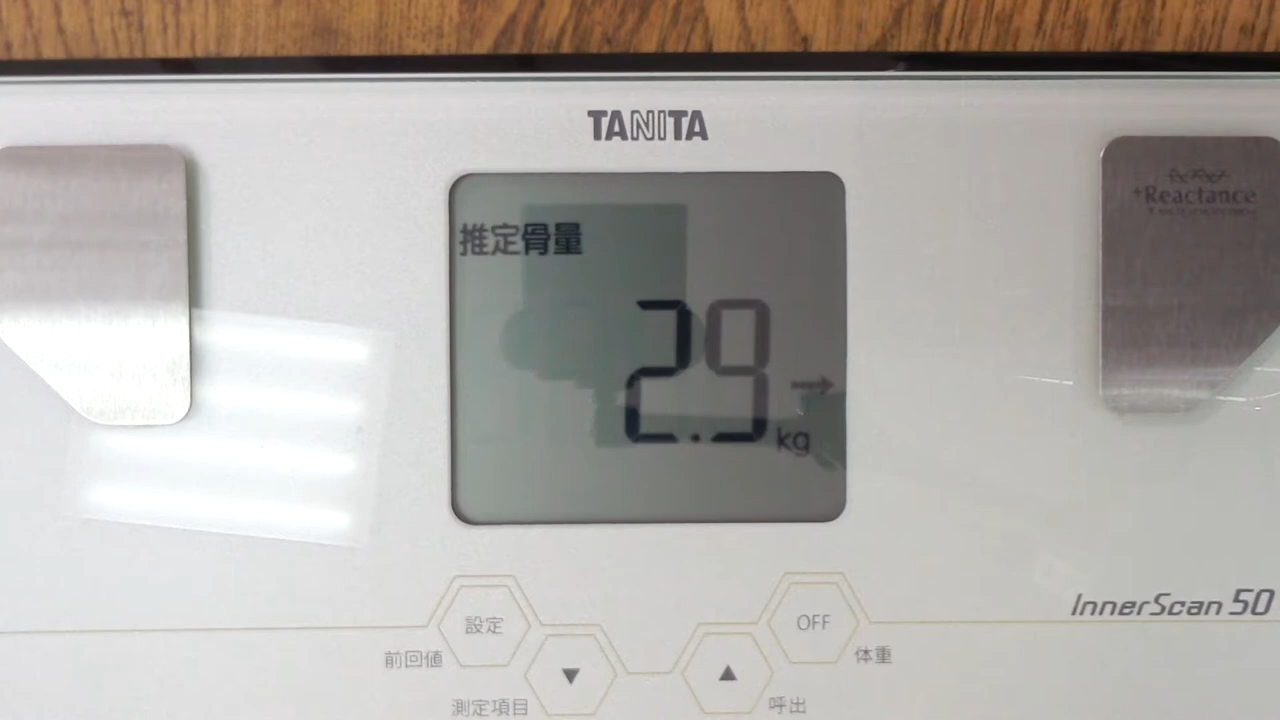 TANITA
+Reactance
推定骨量
2.9 kg
InnerScan 50
設定
OFF
前回値
体重
▼
▲
測定項目
呼出